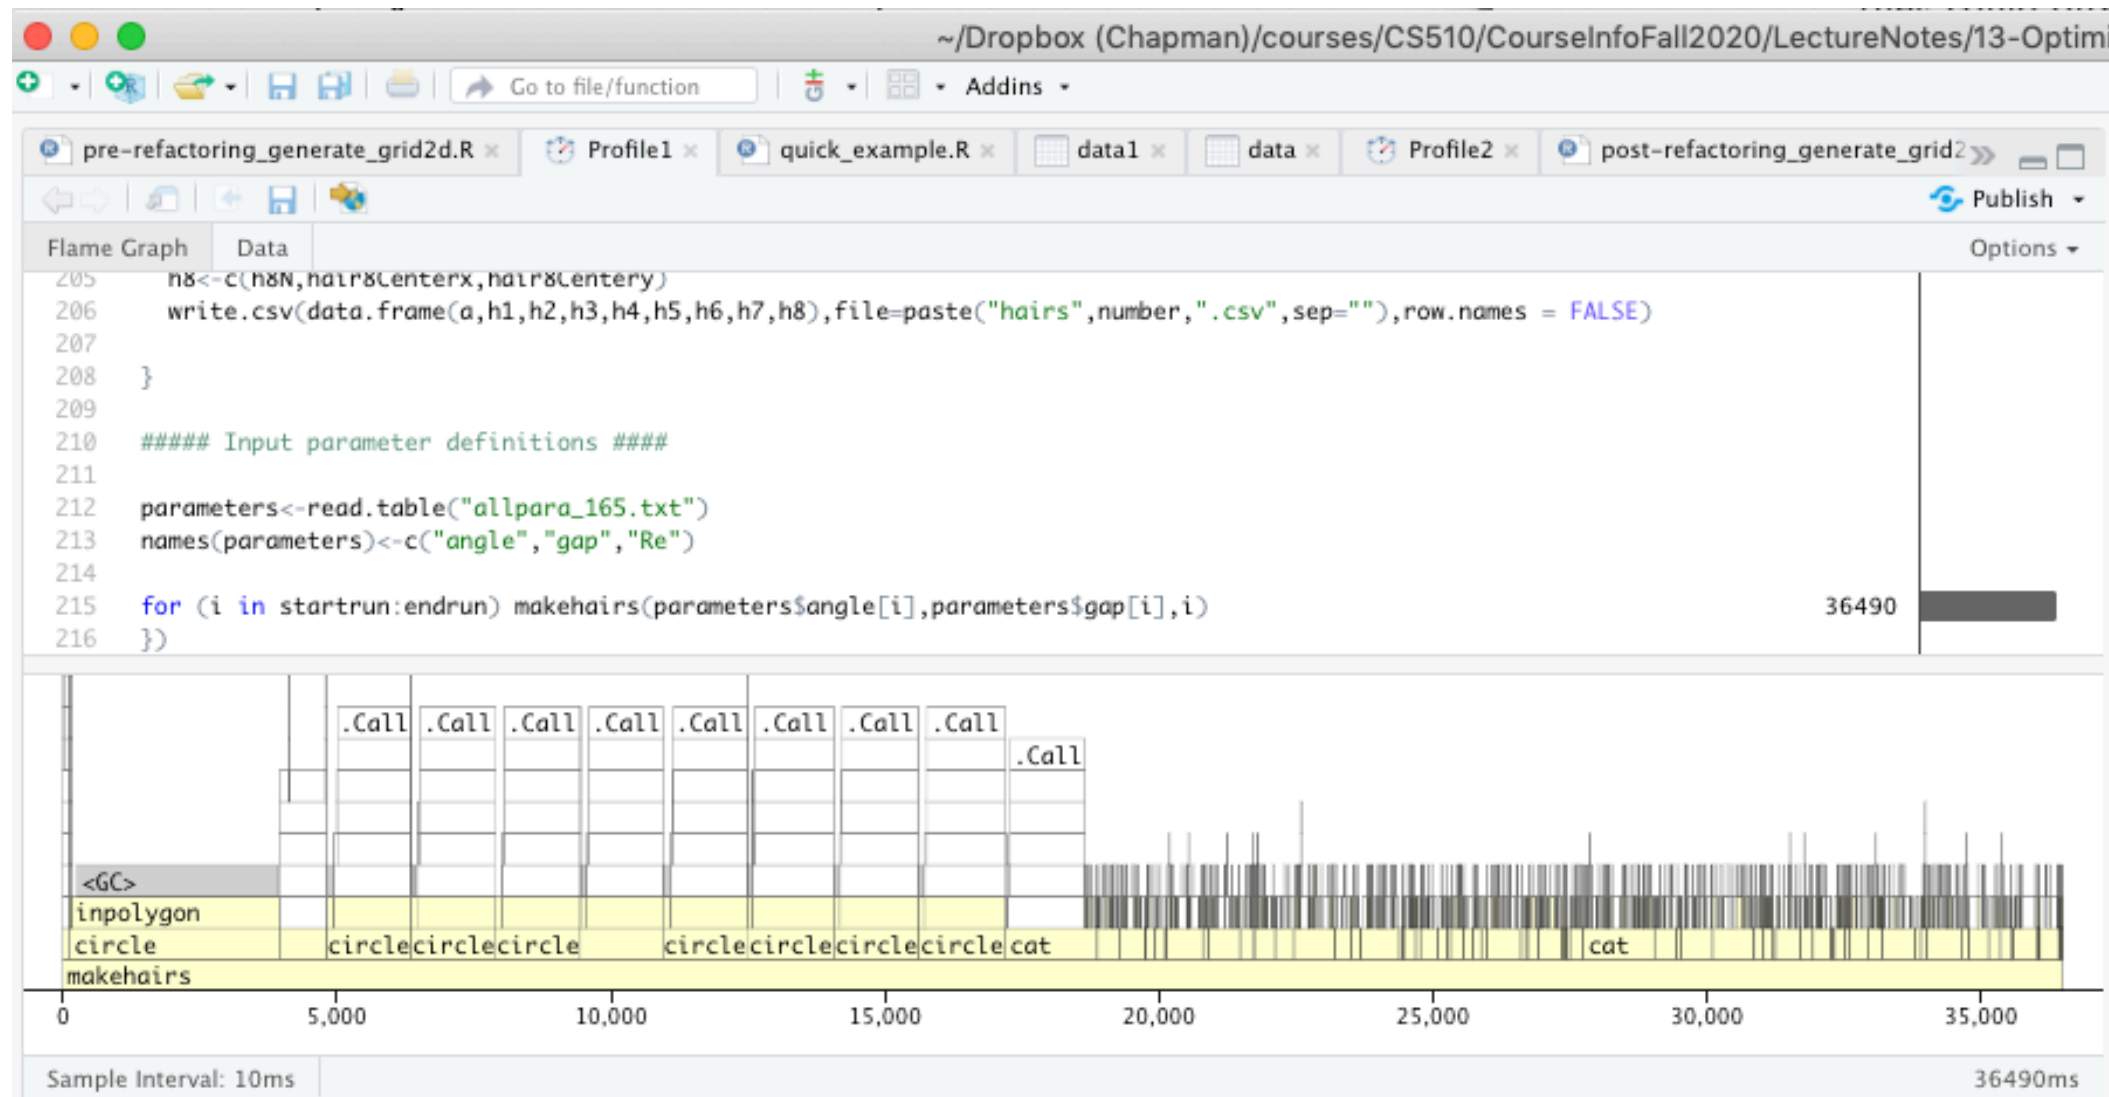 ~/Dropbox (Chapman)/courses/CS510/CourseInfoFall2020/LectureNotes/13-Optimi
Go to file/function Addins
pre-refactoring_generate_grid2d.R Profile1 quick_example.R data1 data Profile2 post-refactoring_generate_grid2
Publish
Flame Graph Data Options
205 h8<-c(h8N,hair8Centerx,hair8Centery)
206 write.csv(data.frame(a,h1,h2,h3,h4,h5,h6,h7,h8),file=paste("hairs",number,".csv",sep=""),row.names = FALSE)
207
208 }
209
210 ##### Input parameter definitions ####
211
212 parameters<-read.table("allpara_165.txt")
213 names(parameters)<-c("angle","gap","Re")
214
215 for (i in startrun:endrun) makehairs(parameters$angle[i],parameters$gap[i],i) 36490
216 })
.Call .Call .Call .Call .Call .Call .Call .Call
.Call
<GC>
inpolygon
circle circle circle circle circle circle circle circle cat cat
makehairs
0 5,000 10,000 15,000 20,000 25,000 30,000 35,000
Sample Interval: 10ms 36490ms